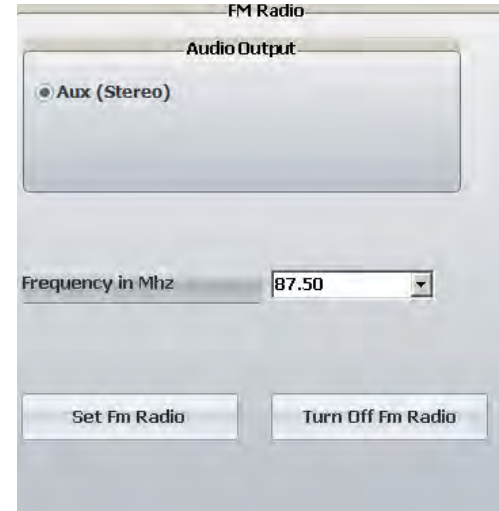 FM Radio
Audio Output
Aux (Stereo)
Frequency in Mhz 87.50
Set Fm Radio Turn Off Fm Radio